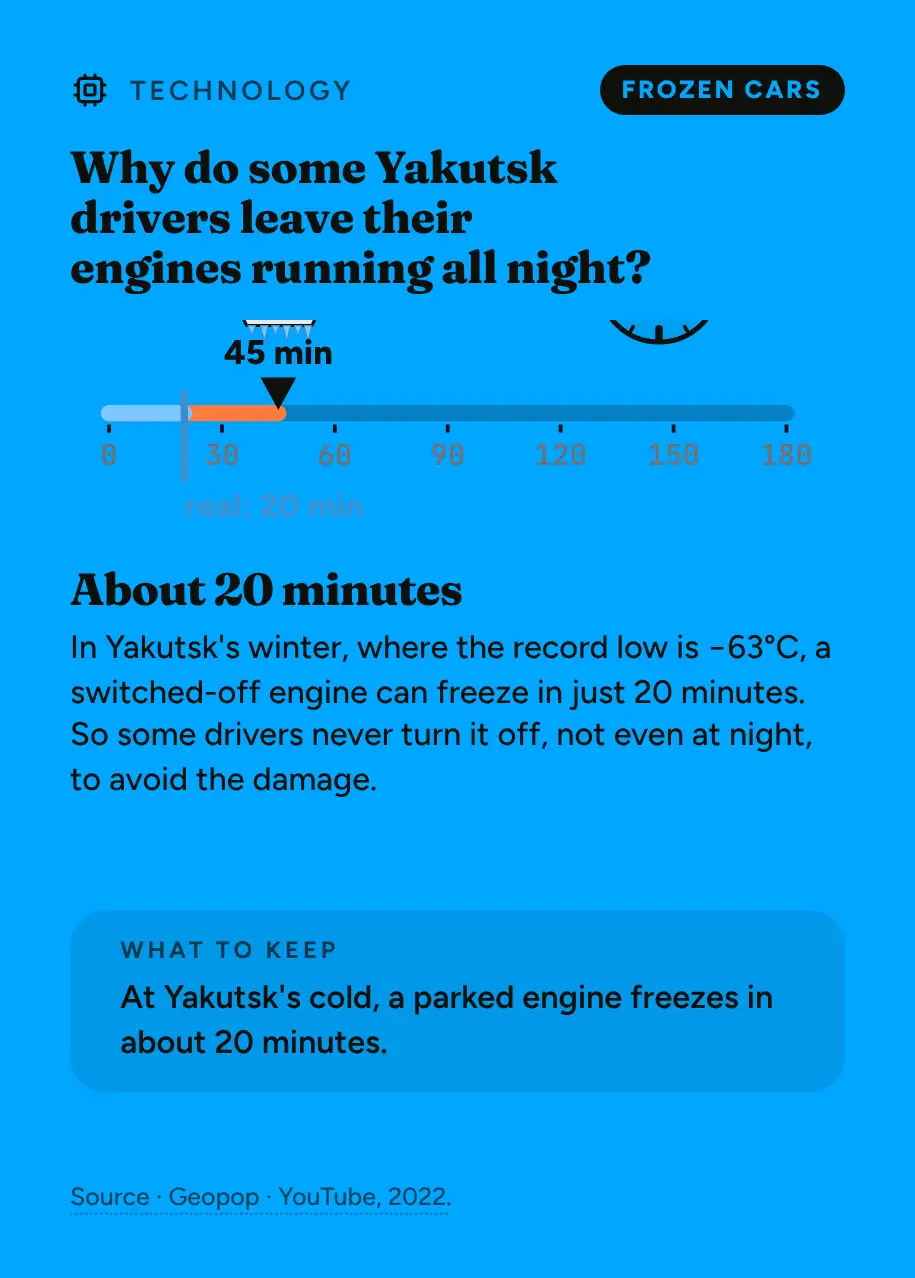 TECHNOLOGY
FROZEN CARS
Why do some Yakutsk
drivers leave their
engines running all night?
45 min
0 30 60 90 120 150 180
real: 20 min
About 20 minutes
In Yakutsk's winter, where the record low is −63°C, a
switched-off engine can freeze in just 20 minutes.
So some drivers never turn it off, not even at night,
to avoid the damage.
WHAT TO KEEP
At Yakutsk's cold, a parked engine freezes in
about 20 minutes.
Source · Geopop · YouTube, 2022.